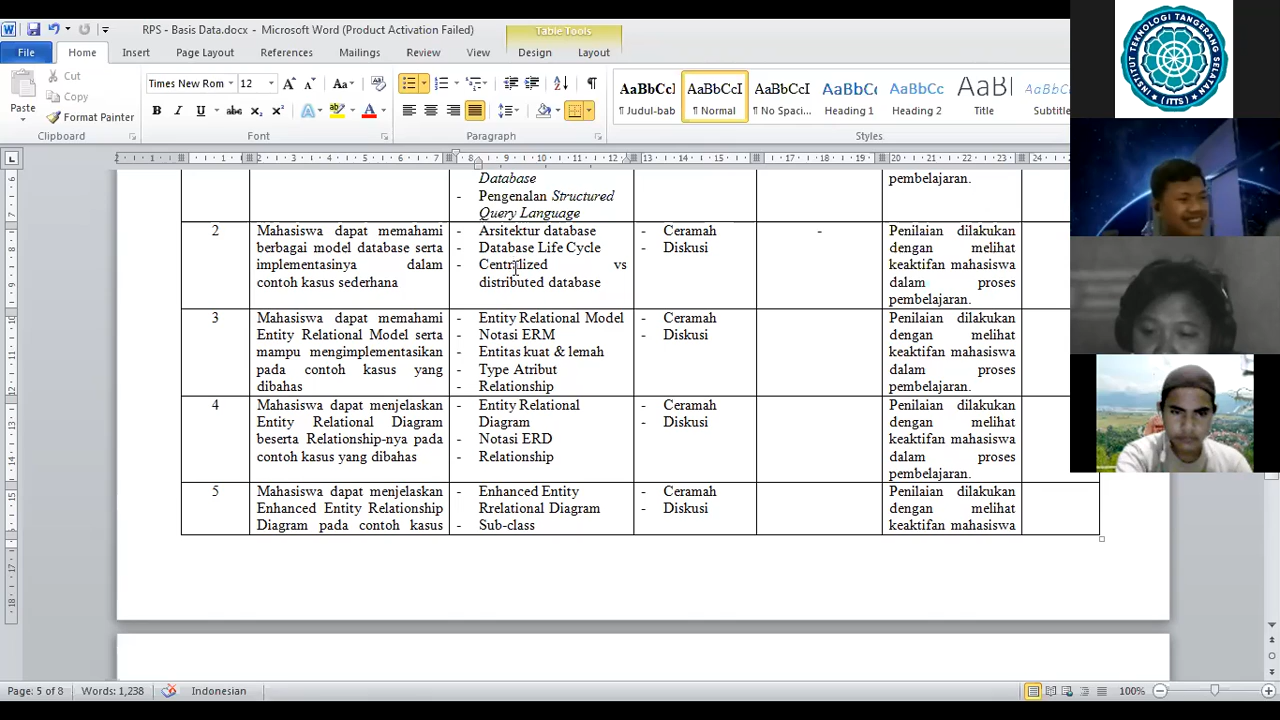 RPS - Basis Data.docx - Microsoft Word (Product Activation Failed)
Table Tools
File Home Insert Page Layout References Mailings Review View Design Layout
Paste
Cut
Copy
Format Painter
Clipboard
Times New Rom 12
Font
Paragraph
AaBbCcI AaBbCcI AaBbCcI AaBbCc AaBbCc AaB AaBbCc
¶ Judul-bab ¶ Normal ¶ No Spaci... Heading 1 Heading 2 Title Subtitle
Styles
INSTITUT TEKNOLOGI TANGERANG SELATAN
(ITTS)
Database
- Pengenalan Structured
Query Language
pembelajaran.
2
Mahasiswa dapat memahami
berbagai model database serta
implementasinya dalam
contoh kasus sederhana
- Arsitektur database
- Database Life Cycle
- Centrilized vs
distributed database
- Ceramah
- Diskusi
-
Penilaian dilakukan
dengan melihat
keaktifan mahasiswa
dalam proses
pembelajaran.
3
Mahasiswa dapat memahami
Entity Relational Model serta
mampu mengimplementasikan
pada contoh kasus yang
dibahas
- Entity Relational Model
- Notasi ERM
- Entitas kuat & lemah
- Type Atribut
- Relationship
- Ceramah
- Diskusi
Penilaian dilakukan
dengan melihat
keaktifan mahasiswa
dalam proses
pembelajaran.
4
Mahasiswa dapat menjelaskan
Entity Relational Diagram
beserta Relationship-nya pada
contoh kasus yang dibahas
- Entity Relational
Diagram
- Notasi ERD
- Relationship
- Ceramah
- Diskusi
Penilaian dilakukan
dengan melihat
keaktifan mahasiswa
dalam proses
pembelajaran.
5
Mahasiswa dapat menjelaskan
Enhanced Entity Relationship
Diagram pada contoh kasus
- Enhanced Entity
Rrelational Diagram
- Sub-class
- Ceramah
- Diskusi
Penilaian dilakukan
dengan melihat
keaktifan mahasiswa
Page: 5 of 8 Words: 1,238 Indonesian 100%